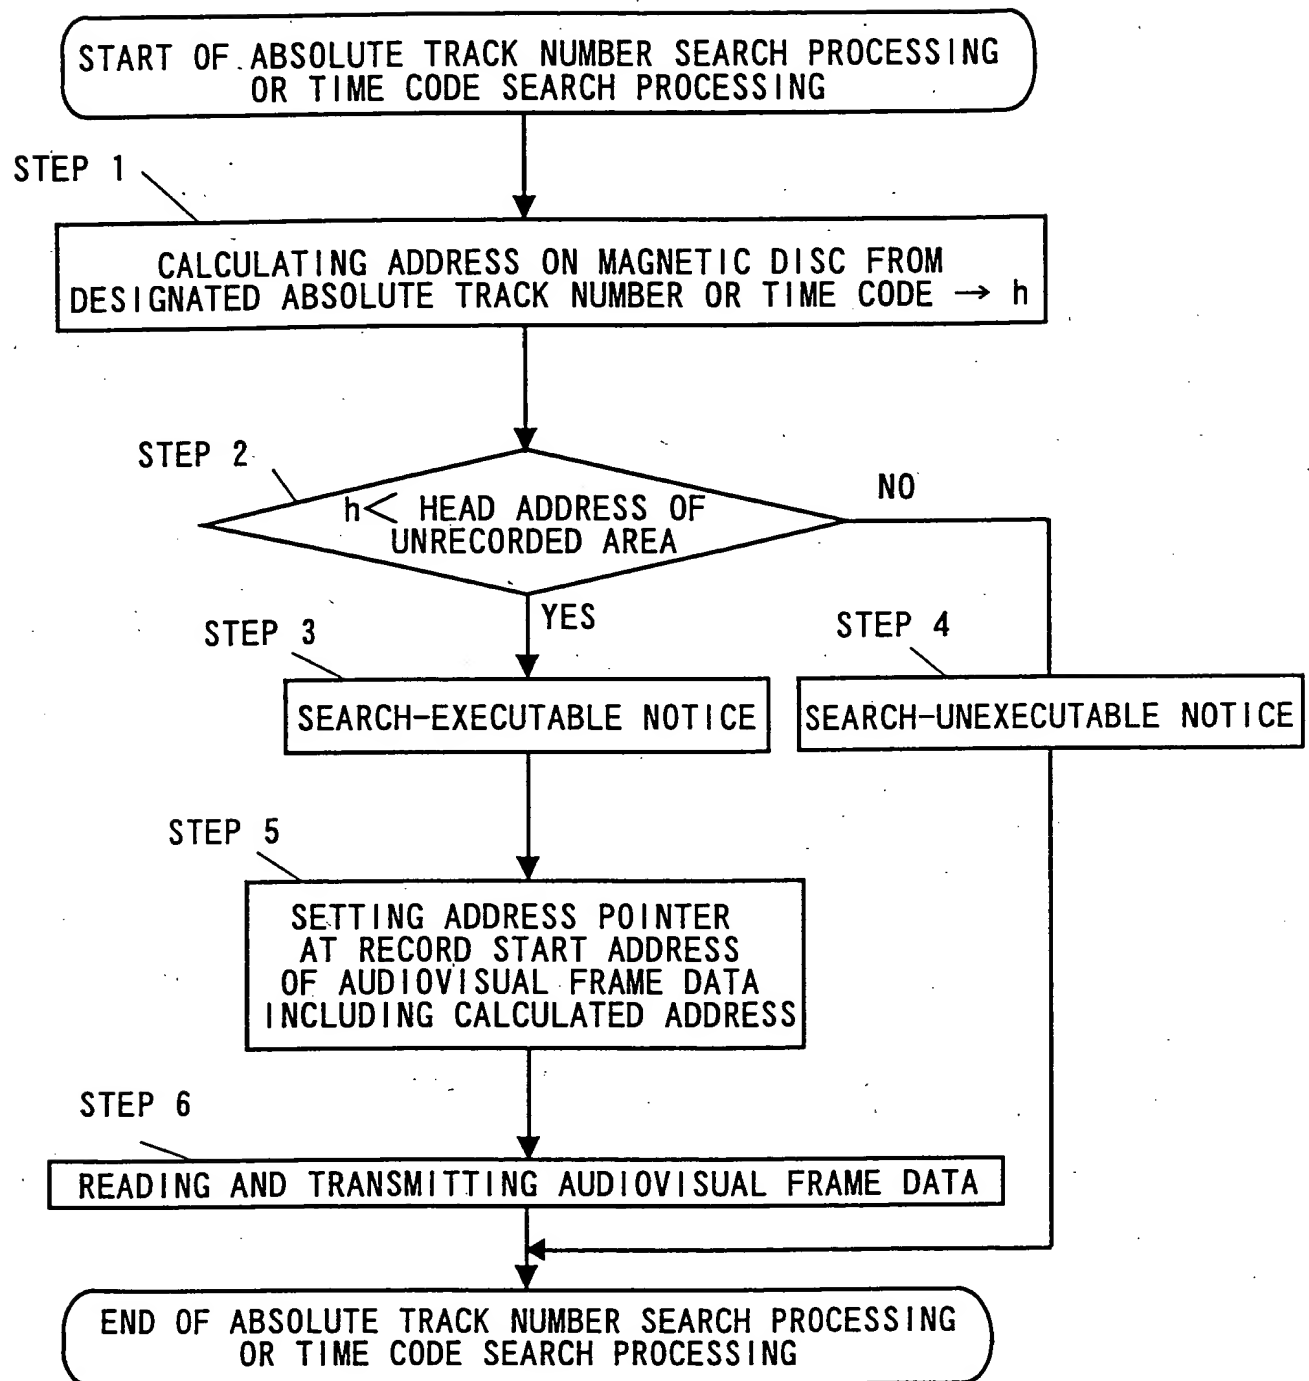 START OF ABSOLUTE TRACK NUMBER SEARCH PROCESSING
OR TIME CODE SEARCH PROCESSING
STEP 1
CALCULATING ADDRESS ON MAGNETIC DISC FROM
DESIGNATED ABSOLUTE TRACK NUMBER OR TIME CODE → h
STEP 2
h< HEAD ADDRESS OF
UNRECORDED AREA
NO
YES
STEP 3
SEARCH-EXECUTABLE NOTICE
STEP 4
SEARCH-UNEXECUTABLE NOTICE
STEP 5
SETTING ADDRESS POINTER
AT RECORD START ADDRESS
OF AUDIOVISUAL FRAME DATA
INCLUDING CALCULATED ADDRESS
STEP 6
READING AND TRANSMITTING AUDIOVISUAL FRAME DATA
END OF ABSOLUTE TRACK NUMBER SEARCH PROCESSING
OR TIME CODE SEARCH PROCESSING